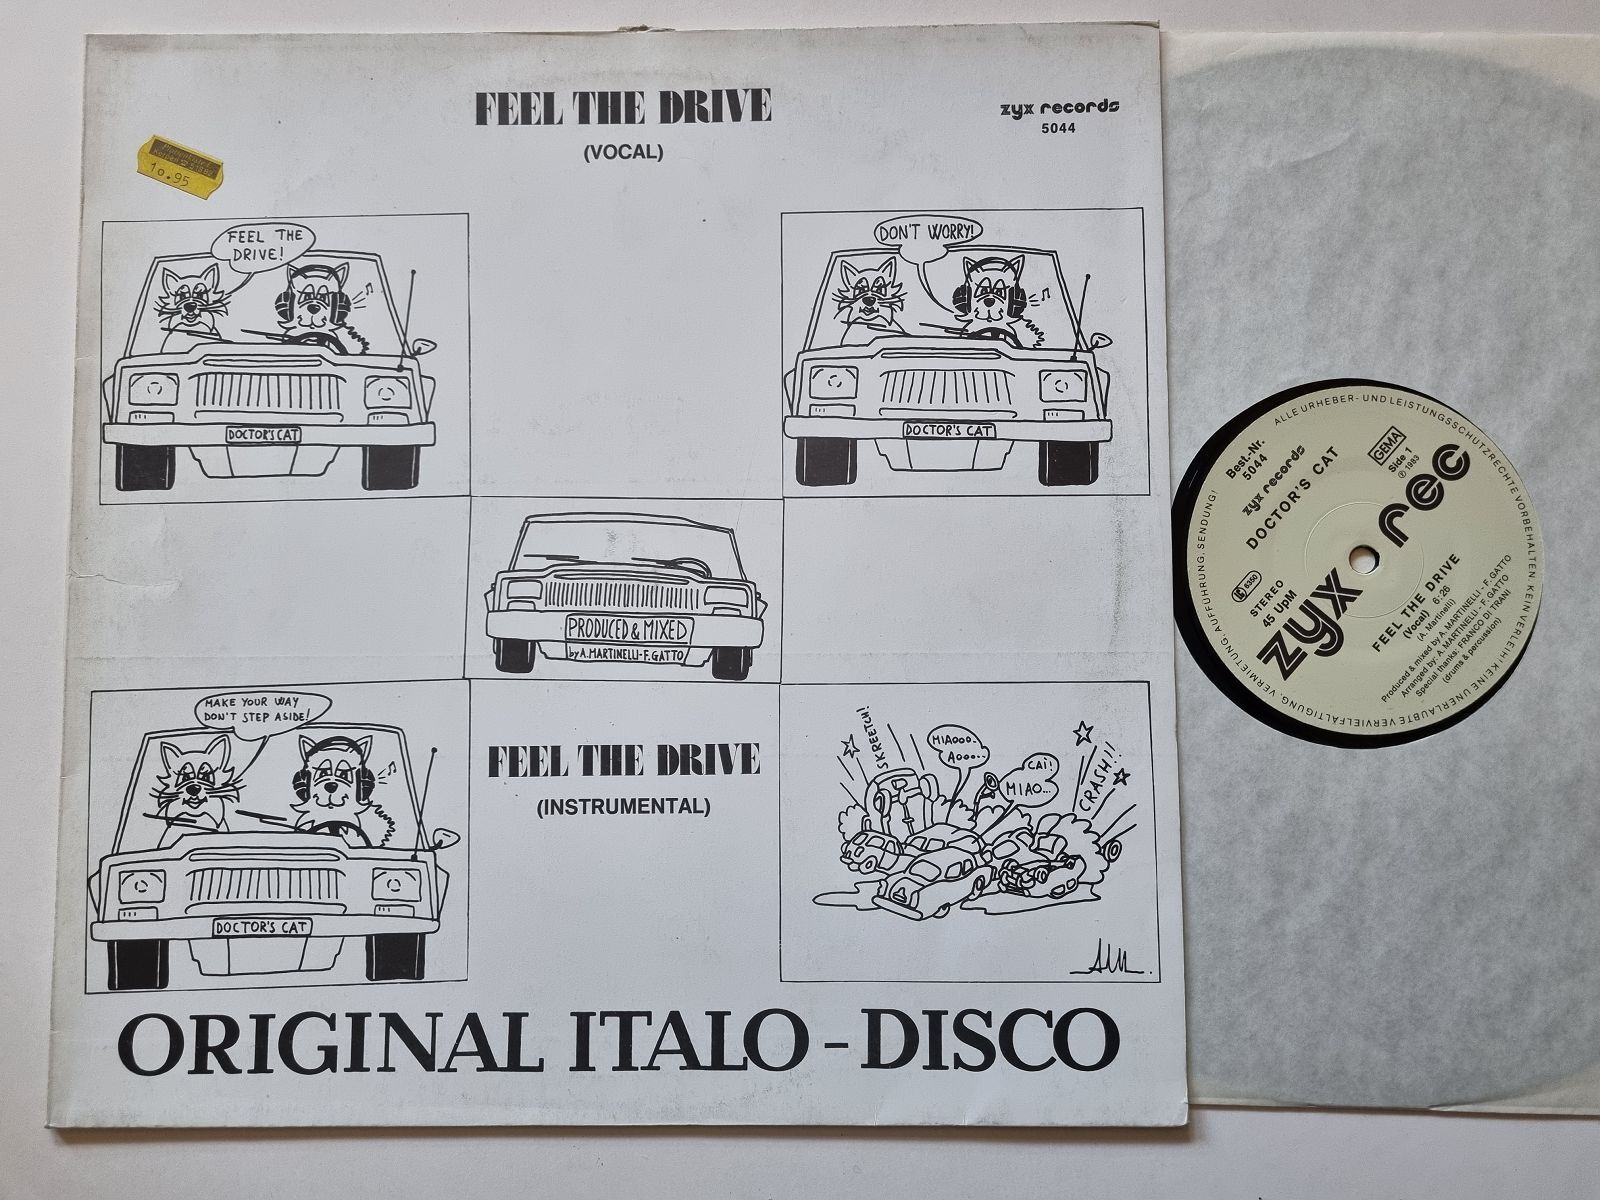 FEEL THE DRIVE
(VOCAL)
zyx records
5044
10.95
FEEL THE
DRIVE!
DOCTOR'S CAT
DON'T WORRY!
DOCTOR'S CAT
PRODUCED & MIXED
by A.MARTINELLI-F.GATTO
MAKE YOUR WAY
DON'T STEP ASIDE!
DOCTOR'S CAT
FEEL THE DRIVE
(INSTRUMENTAL)
SKREETCH!
MIAOOO..
AOOO...
CAÏ!
MIAO...
CRASH!!
ORIGINAL ITALO-DISCO
ALLE URHEBER- UND LEISTUNGSSCHUTZRECHTE VORBEHALTEN. KEIN VERLEIH! KEINE UNERLAUBTE VERVIELFÄLTIGUNG, VERMIETUNG, AUFFÜHRUNG, SENDUNG!
Best.-Nr.
5044
zyx records
DOCTOR'S CAT
GEMA
Side 1
℗ 1983
LC 6350
STEREO
45 UpM
zyx rec
FEEL THE DRIVE
(Vocal) 6:26
(A. Martinelli)
Produced & mixed by A. MARTINELLI - F. GATTO
Arranged by: A. MARTINELLI - F. GATTO
Special thanks: FRANCO DI TRANI
(drums & percussion)